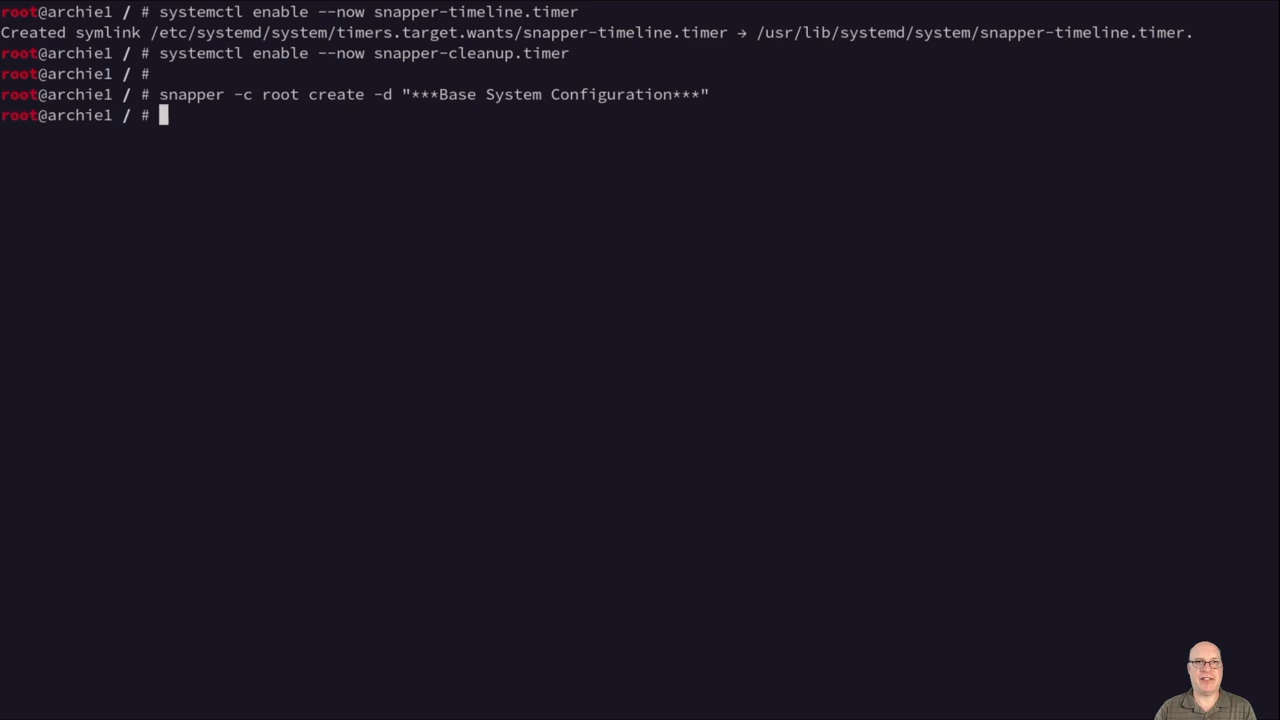 root@archie1 / # systemctl enable --now snapper-timeline.timer
Created symlink /etc/systemd/system/timers.target.wants/snapper-timeline.timer → /usr/lib/systemd/system/snapper-timeline.timer.
root@archie1 / # systemctl enable --now snapper-cleanup.timer
root@archie1 / #
root@archie1 / # snapper -c root create -d "***Base System Configuration***"
root@archie1 / #